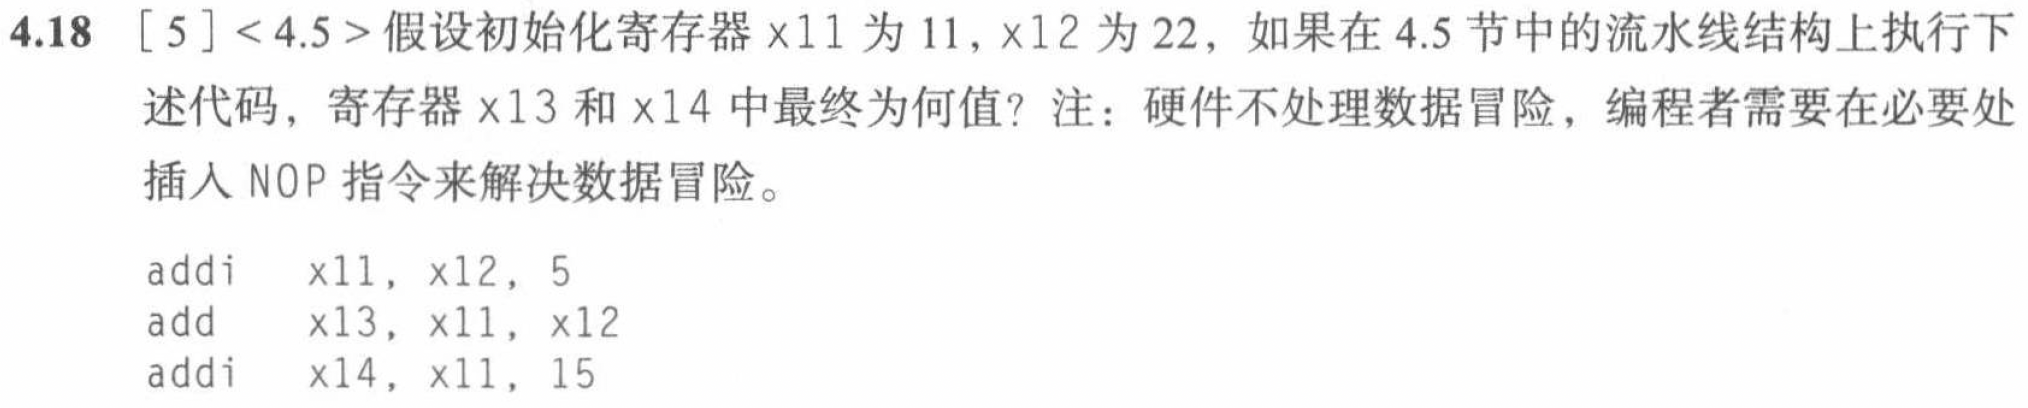 4.18 [5] < 4.5 > 假设初始化寄存器 x11 为 11, x12 为 22, 如果在 4.5 节中的流水线结构上执行下
述代码, 寄存器 x13 和 x14 中最终为何值? 注: 硬件不处理数据冒险, 编程者需要在必要处
插入 NOP 指令来解决数据冒险。
addi x11, x12, 5
add x13, x11, x12
addi x14, x11, 15